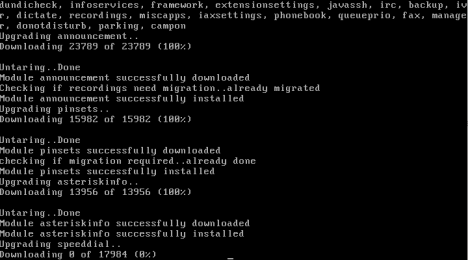 dundicheck, infoservices, framework, extensionsettings, javassh, irc, backup, iv
r, dictate, recordings, miscapps, iaxsettings, phonebook, queueprio, fax, manage
r, donotdisturb, parking, campon
Upgrading announcement..
Downloading 23789 of 23789 (100%)
Untaring..Done
Module announcement successfully downloaded
Checking if recordings need migration..already migrated
Module announcement successfully installed
Upgrading pinsets..
Downloading 15982 of 15982 (100%)
Untaring..Done
Module pinsets successfully downloaded
checking if migration required..already done
Module pinsets successfully installed
Upgrading asteriskinfo..
Downloading 13956 of 13956 (100%)
Untaring..Done
Module asteriskinfo successfully downloaded
Module asteriskinfo successfully installed
Upgrading speeddial..
Downloading 0 of 17984 (0%)